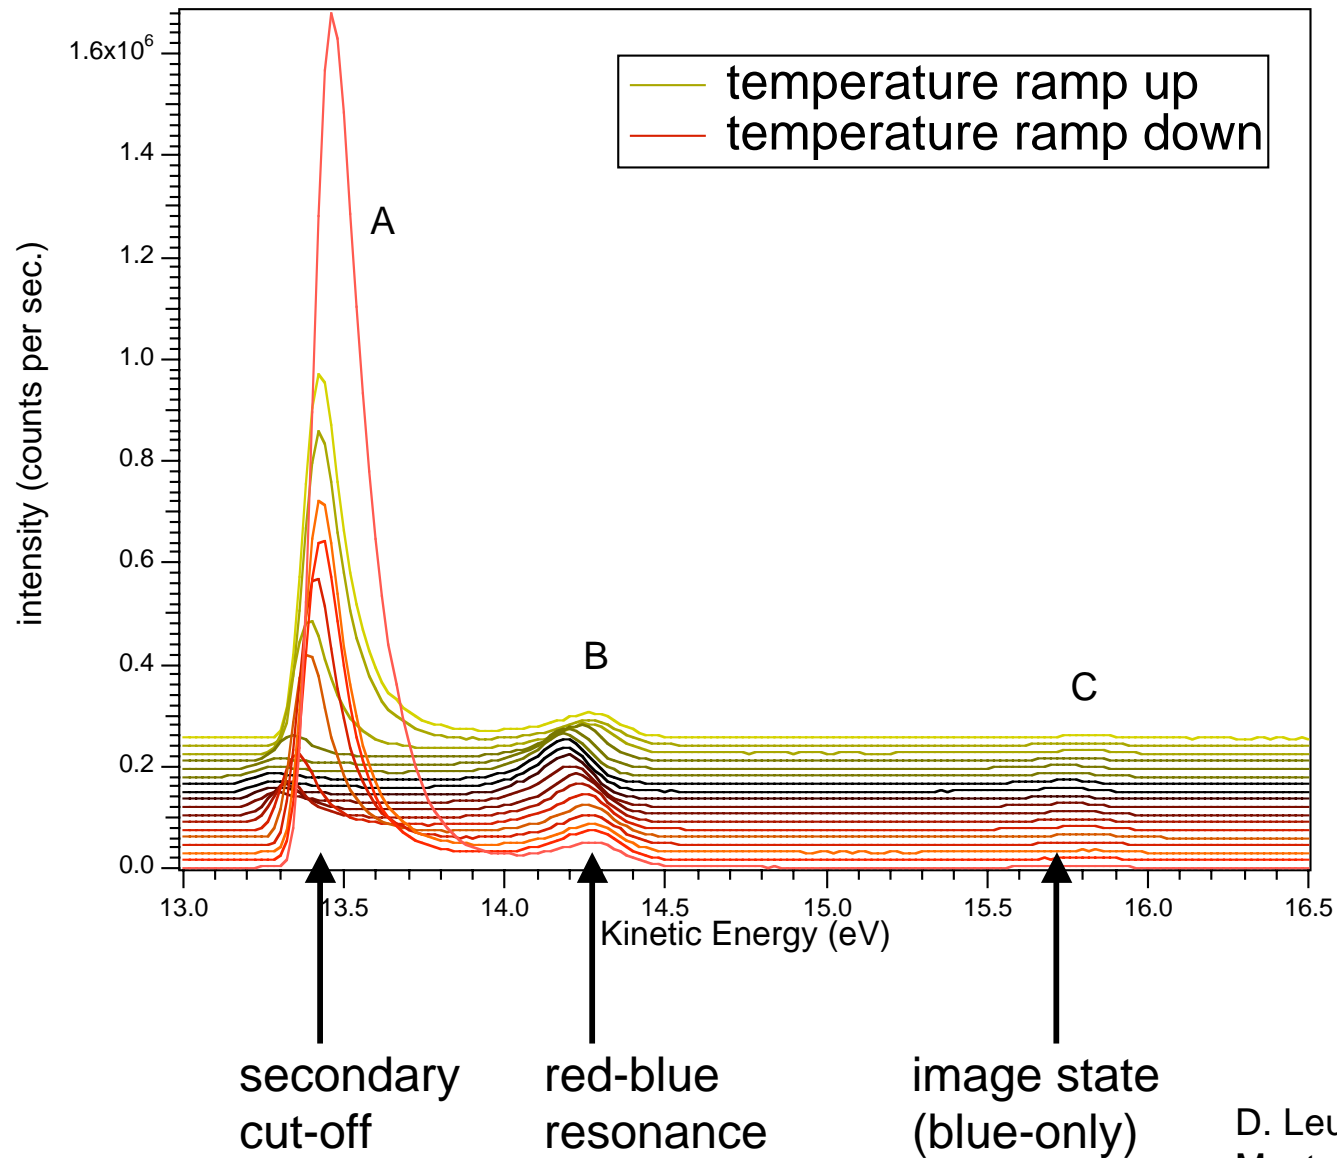 1.6x10⁶
1.4
1.2
1.0
0.8
0.6
0.4
0.2
0.0
intensity (counts per sec.)
temperature ramp up
temperature ramp down
A
B
C
13.0 13.5 14.0 14.5 15.0 15.5 16.0 16.5
Kinetic Energy (eV)
secondary
cut-off
red-blue
resonance
image state
(blue-only)
D. Leu